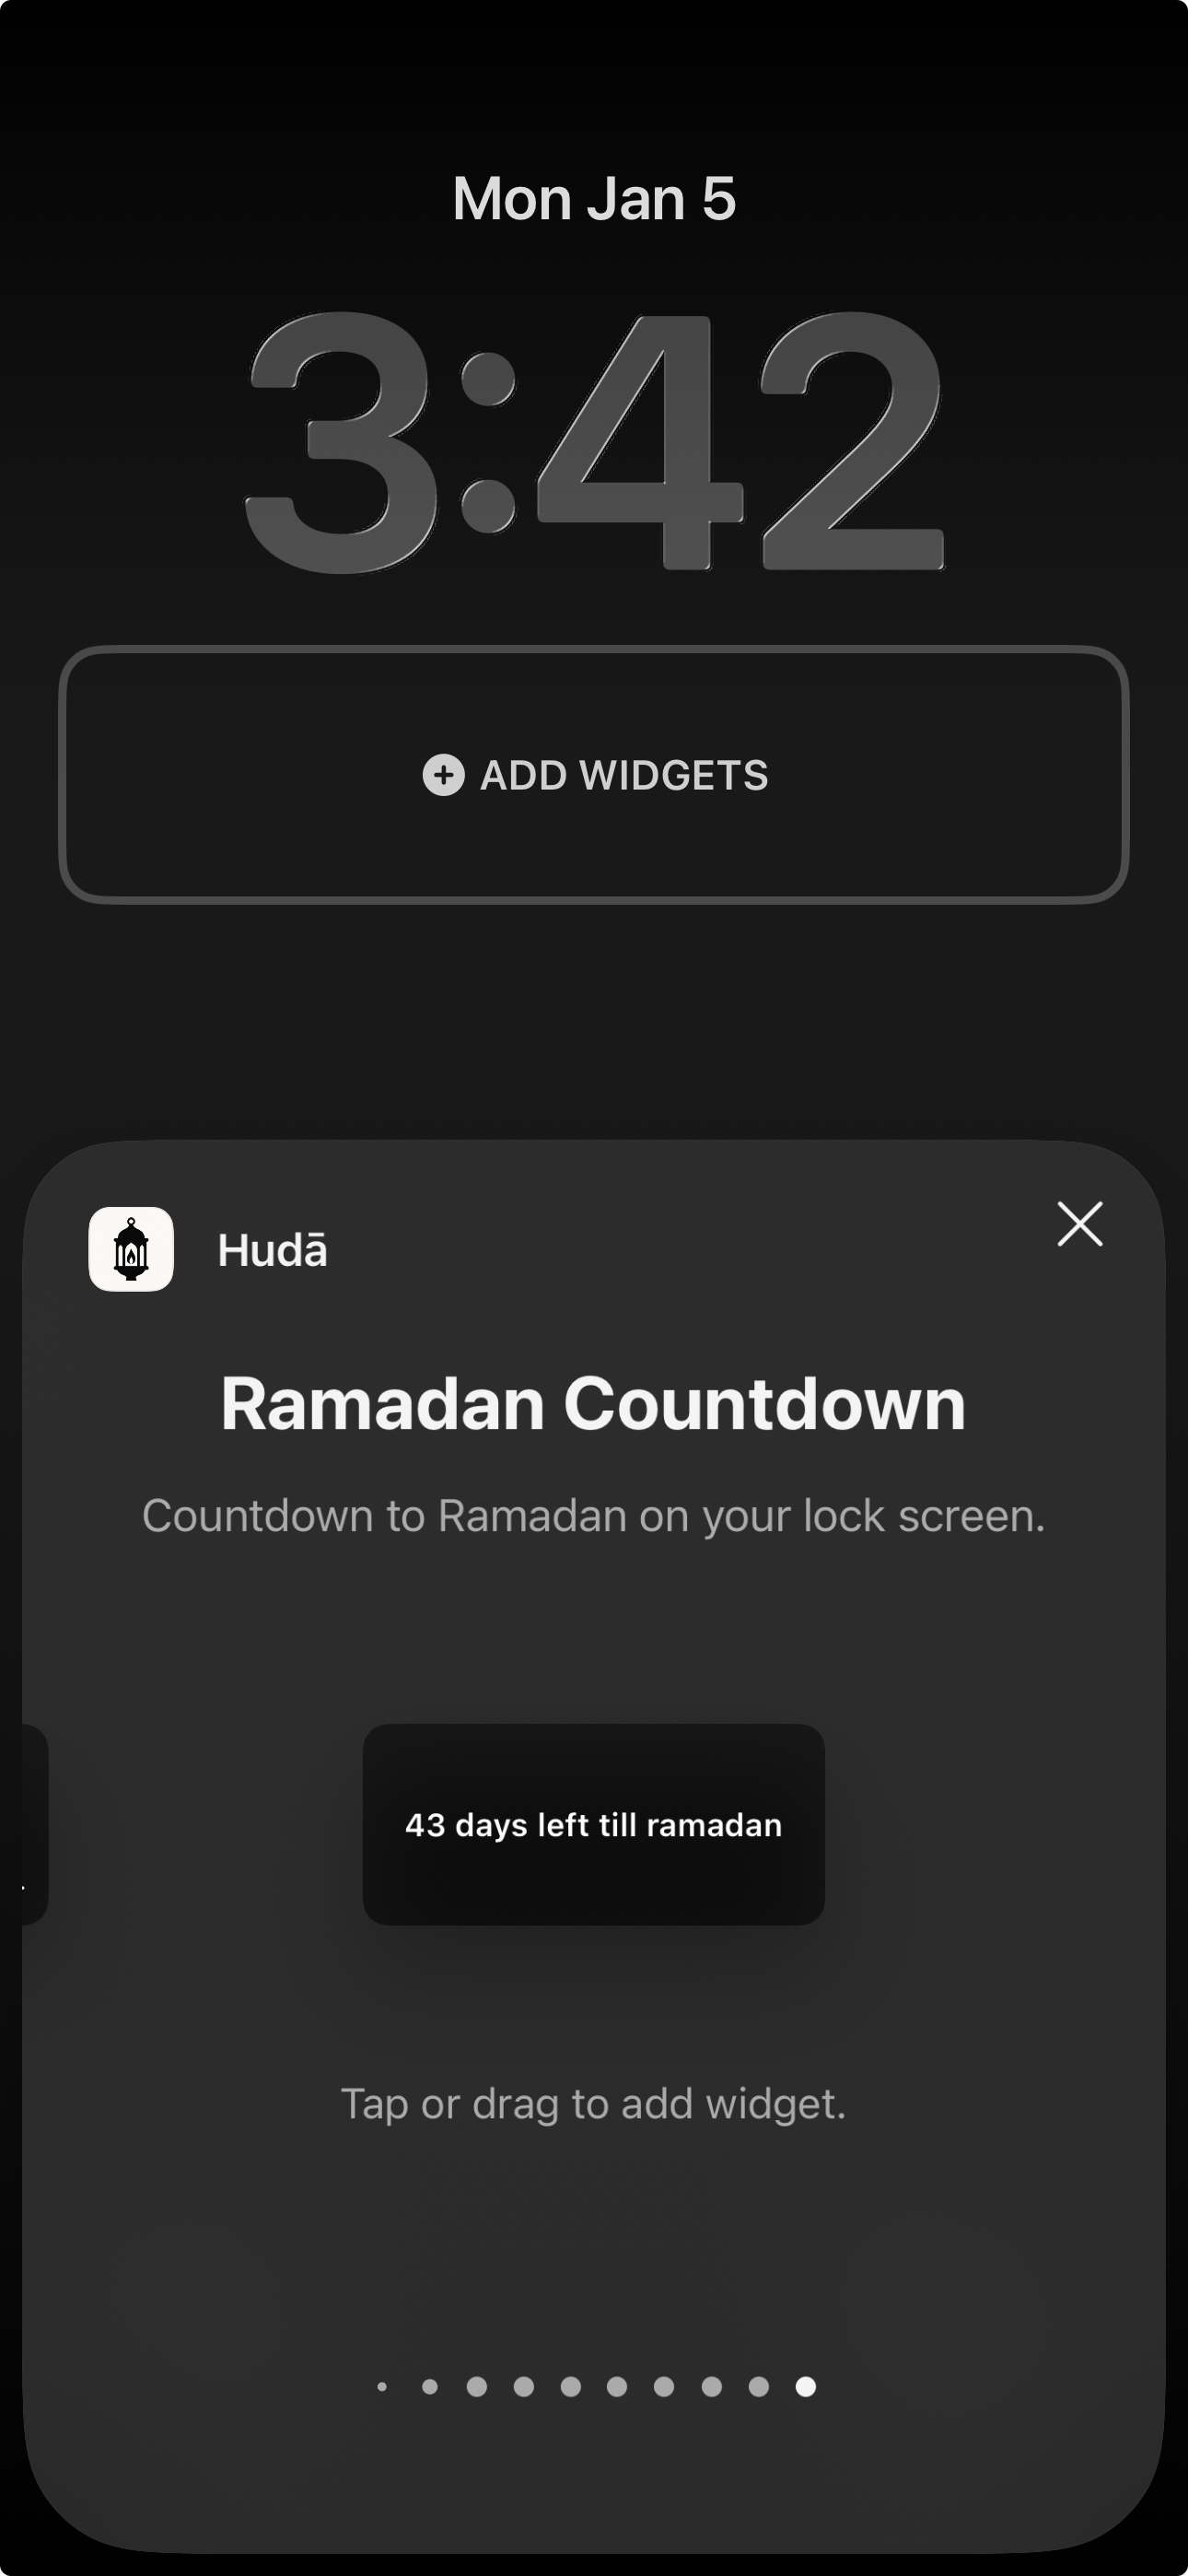 Mon Jan 5
3:42
ADD WIDGETS
Hudā
Ramadan Countdown
Countdown to Ramadan on your lock screen.
43 days left till ramadan
Tap or drag to add widget.